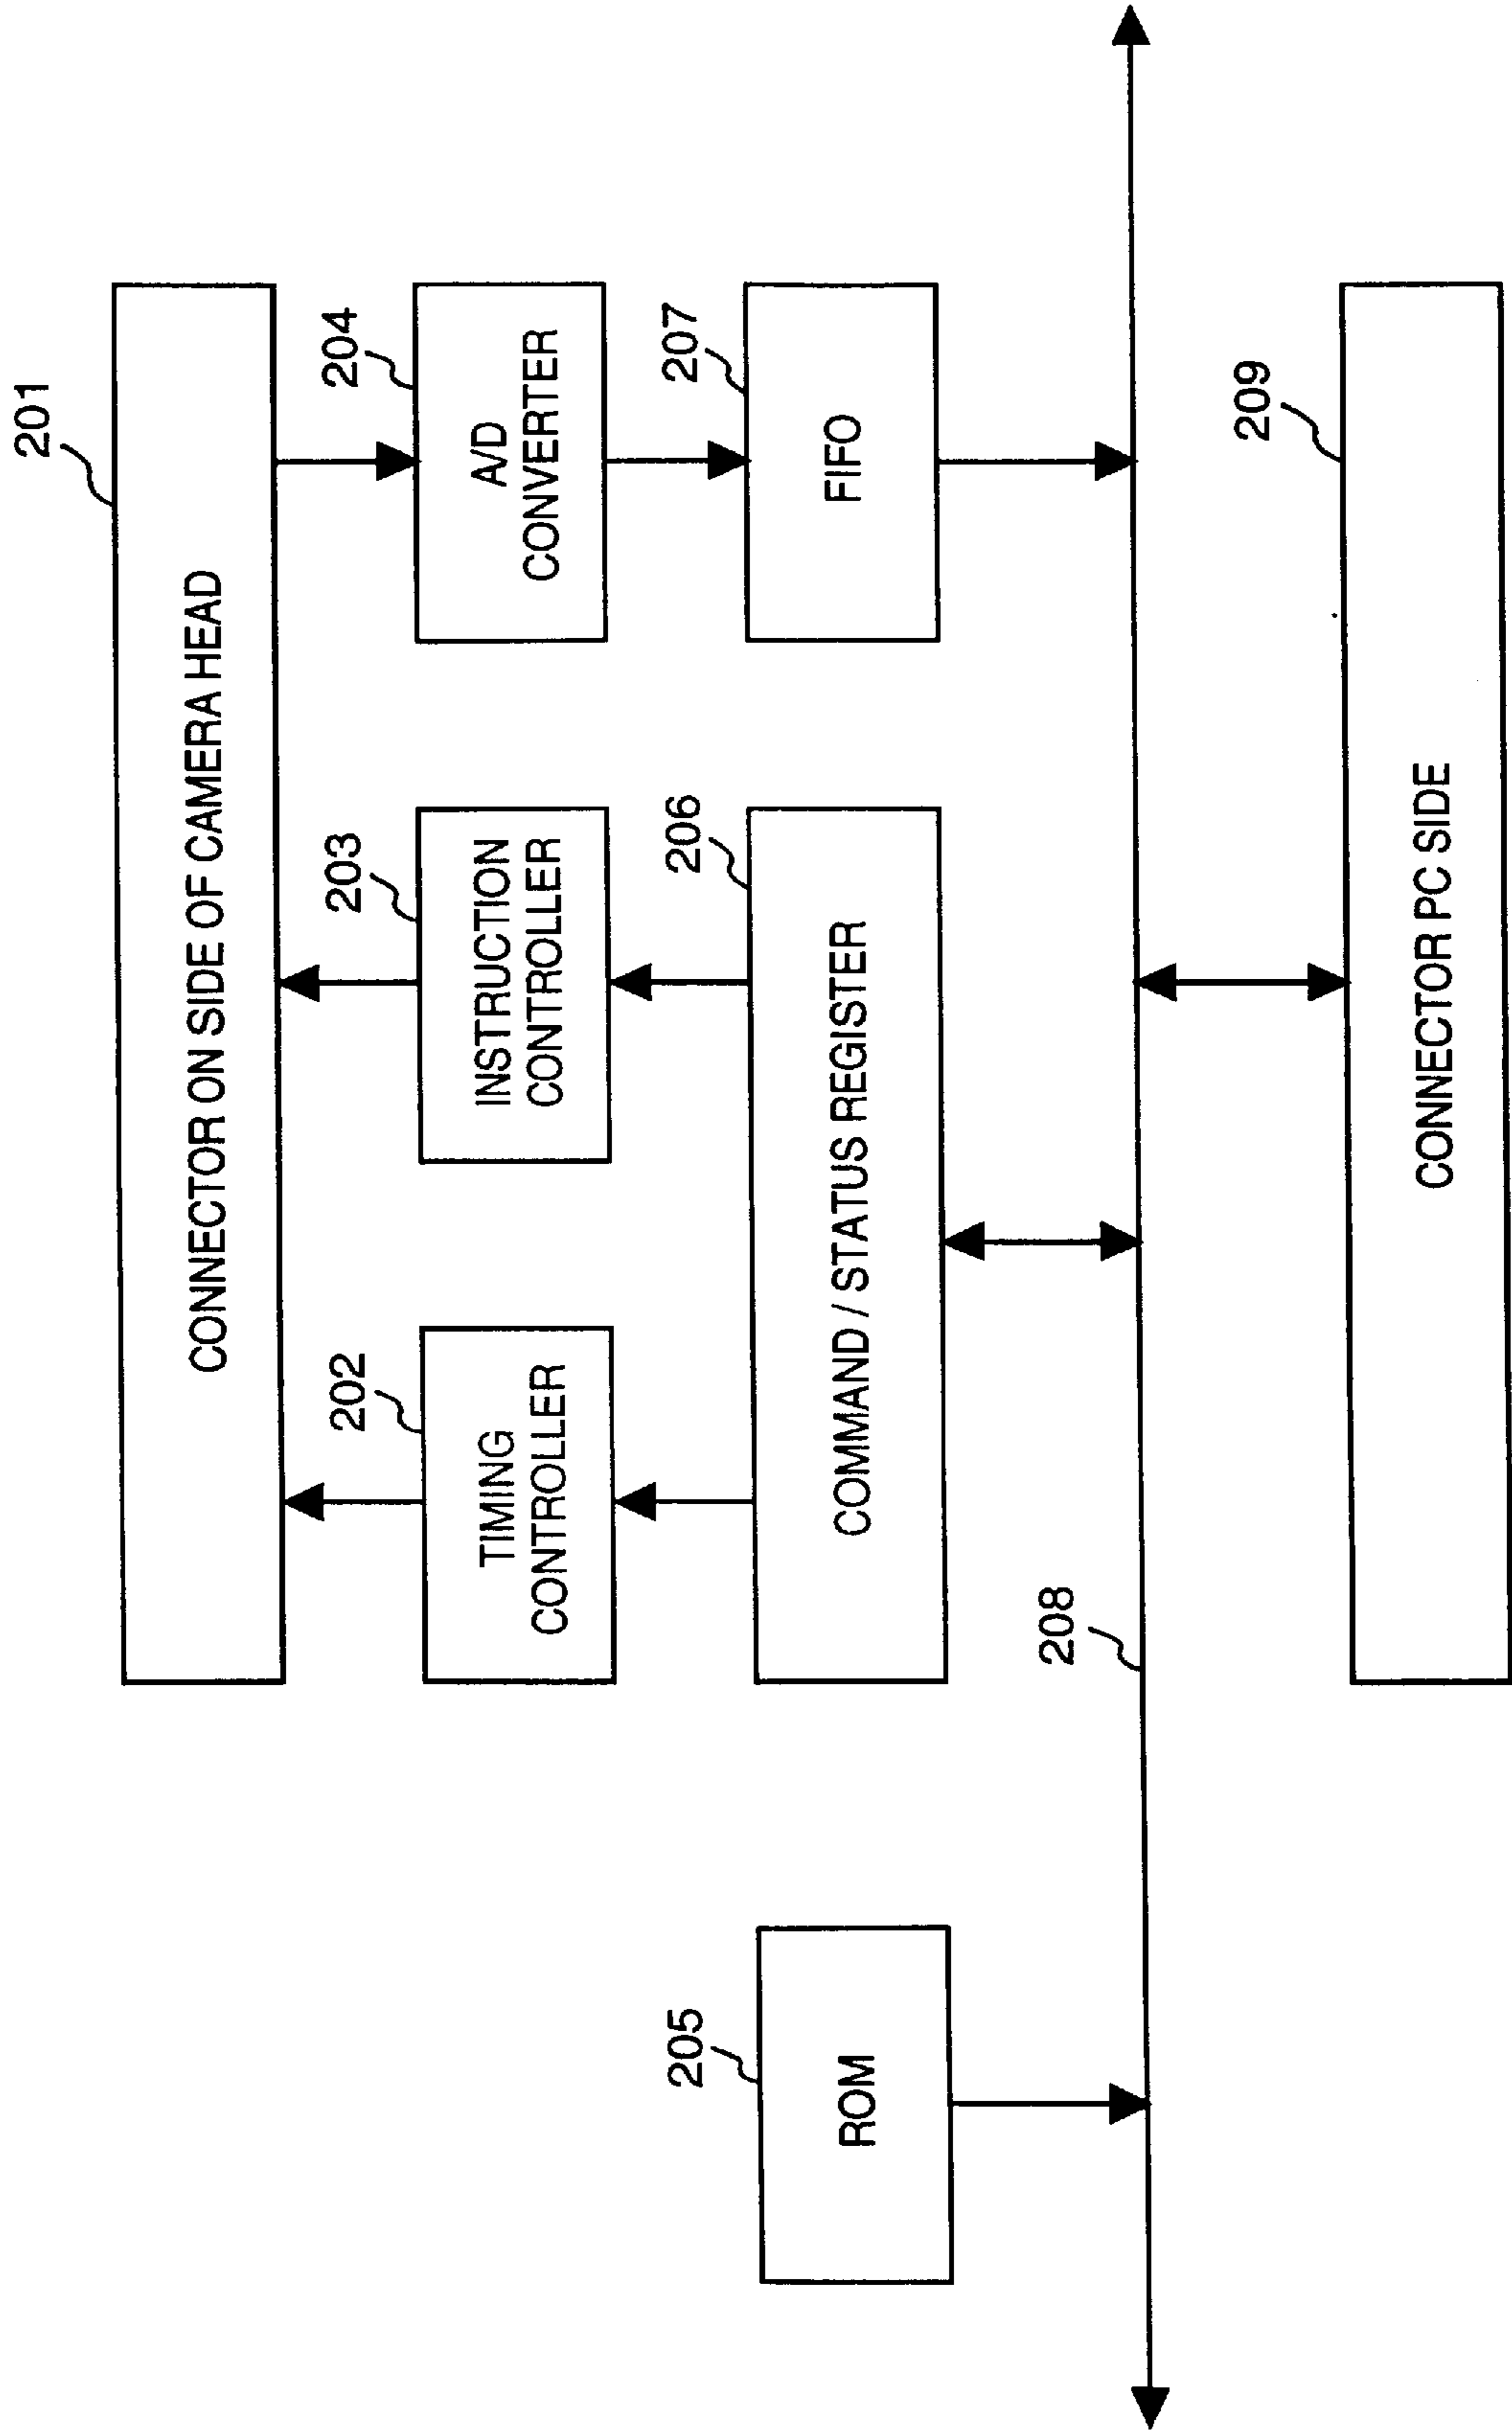 201
CONNECTOR ON SIDE OF CAMERA HEAD
202
TIMING
CONTROLLER
203
INSTRUCTION
CONTROLLER
204
A/D
CONVERTER
205
ROM
206
COMMAND / STATUS REGISTER
207
FIFO
208
209
CONNECTOR PC SIDE